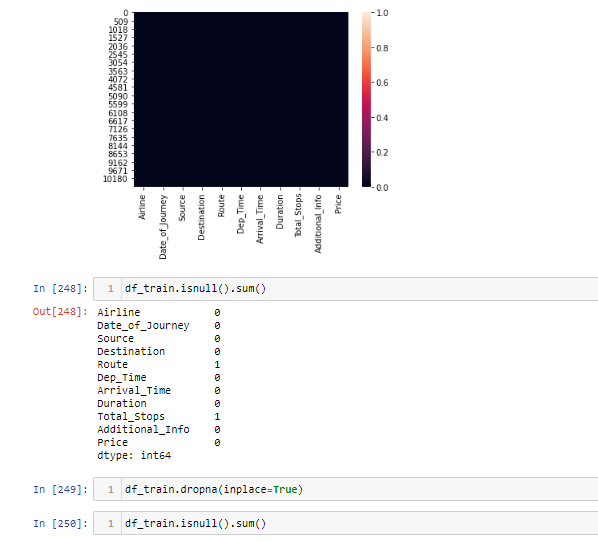 0
509
1018
1527
2036
2545
3054
3563
4072
4581
5090
5599
6108
6617
7126
7635
8144
8653
9162
9671
10180
1.0
0.8
0.6
0.4
0.2
0.0
Airline
Date_of_Journey
Source
Destination
Route
Dep_Time
Arrival_Time
Duration
Total_Stops
Additional_Info
Price
In [248]: 1 df_train.isnull().sum()
Out[248]: Airline 0
Date_of_Journey 0
Source 0
Destination 0
Route 1
Dep_Time 0
Arrival_Time 0
Duration 0
Total_Stops 1
Additional_Info 0
Price 0
dtype: int64
In [249]: 1 df_train.dropna(inplace=True)
In [250]: 1 df_train.isnull().sum()